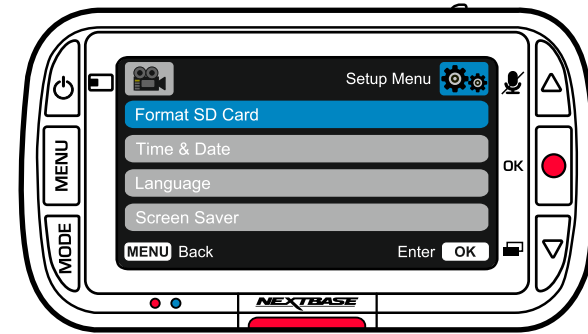 Setup Menu
Format SD Card
Time & Date
Language
Screen Saver
MENU Back
Enter OK
MENU
MODE
OK
NEXTBASE